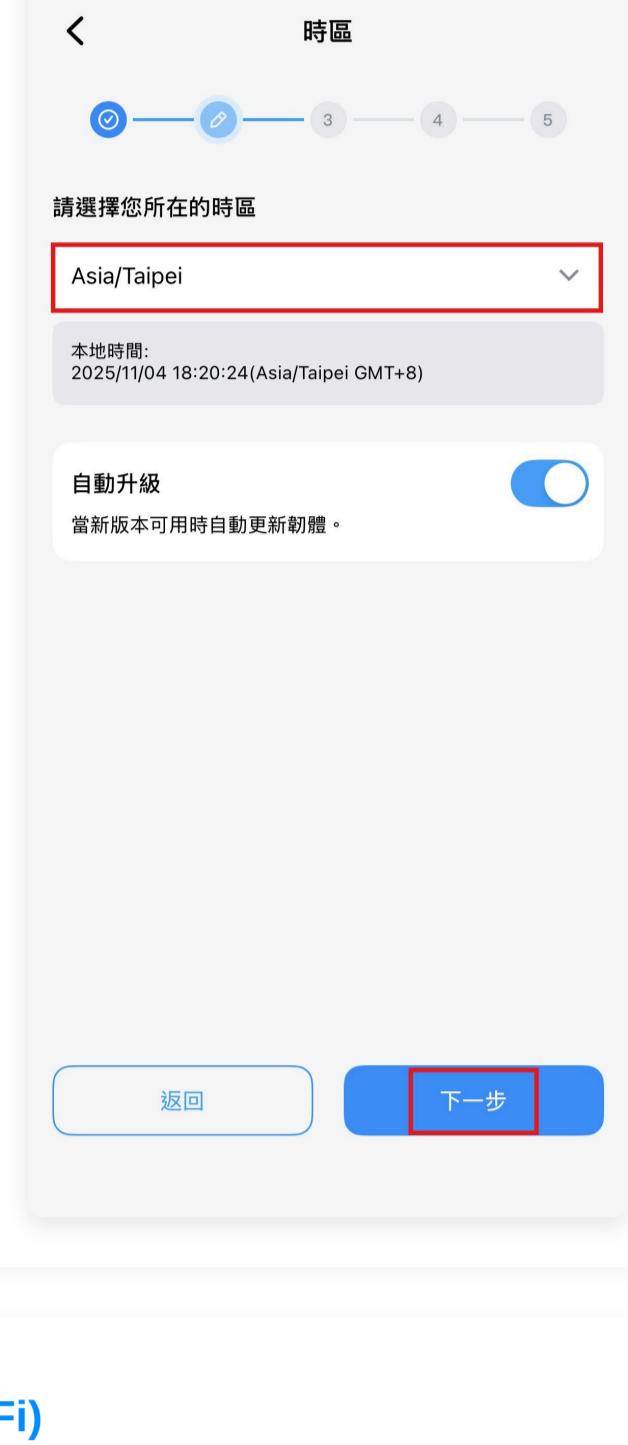 時區
3
4
5
請選擇您所在的時區
Asia/Taipei
本地時間:
2025/11/04 18:20:24(Asia/Taipei GMT+8)
自動升級
當新版本可用時自動更新韌體。
返回
下一步
Fi)